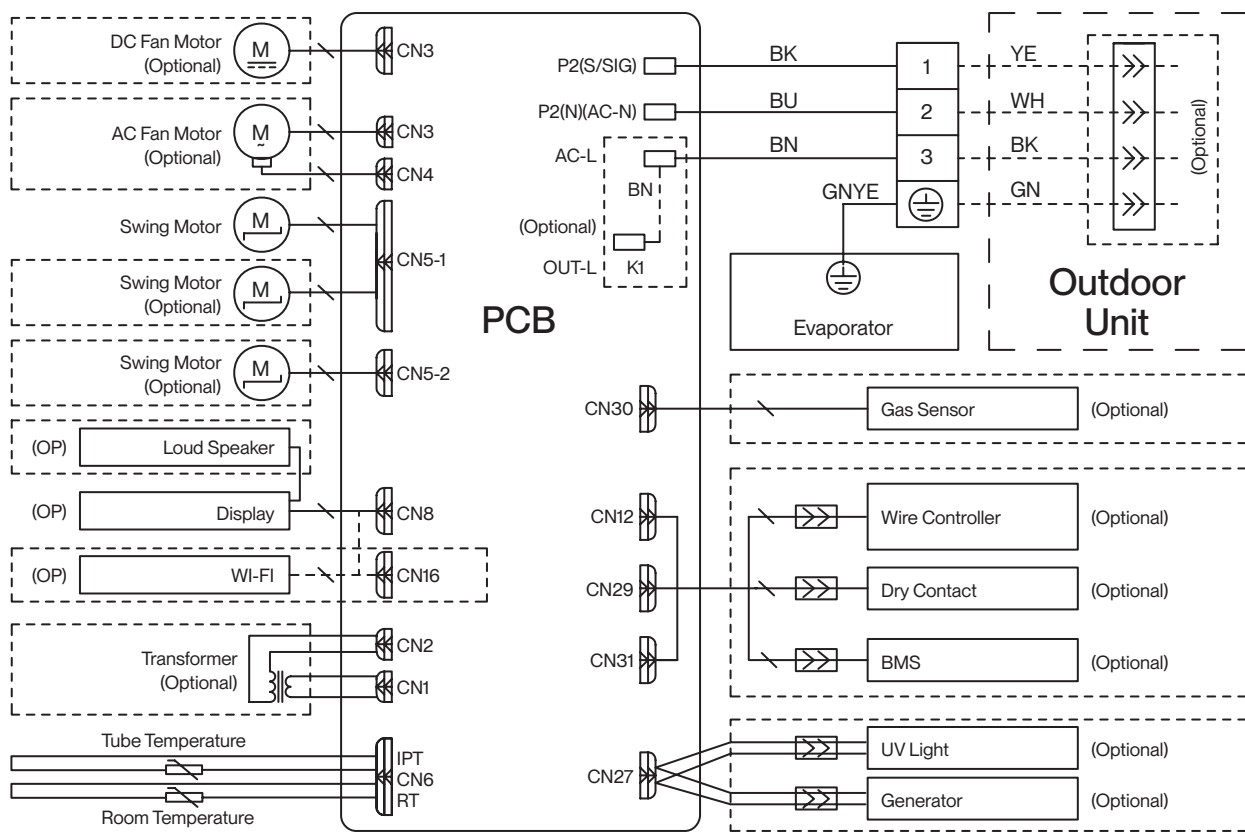 DC Fan Motor
(Optional)
M
CN3
AC Fan Motor
(Optional)
M
~
CN3
CN4
Swing Motor
M
CN5-1
Swing Motor
(Optional)
M
Swing Motor
(Optional)
M
CN5-2
(OP)
Loud Speaker
(OP)
Display
CN8
(OP)
WI-FI
CN16
Transformer
(Optional)
CN2
CN1
Tube Temperature
IPT
CN6
RT
Room Temperature
PCB
P2(S/SIG)
BK
1
YE
P2(N)(AC-N)
BU
2
WH
AC-L
BN
3
BK
BN
GNYE
GN
(Optional)
(Optional)
OUT-L
K1
Evaporator
Outdoor
Unit
CN30
Gas Sensor
(Optional)
CN12
Wire Controller
(Optional)
CN29
Dry Contact
(Optional)
CN31
BMS
(Optional)
CN27
UV Light
(Optional)
Generator
(Optional)